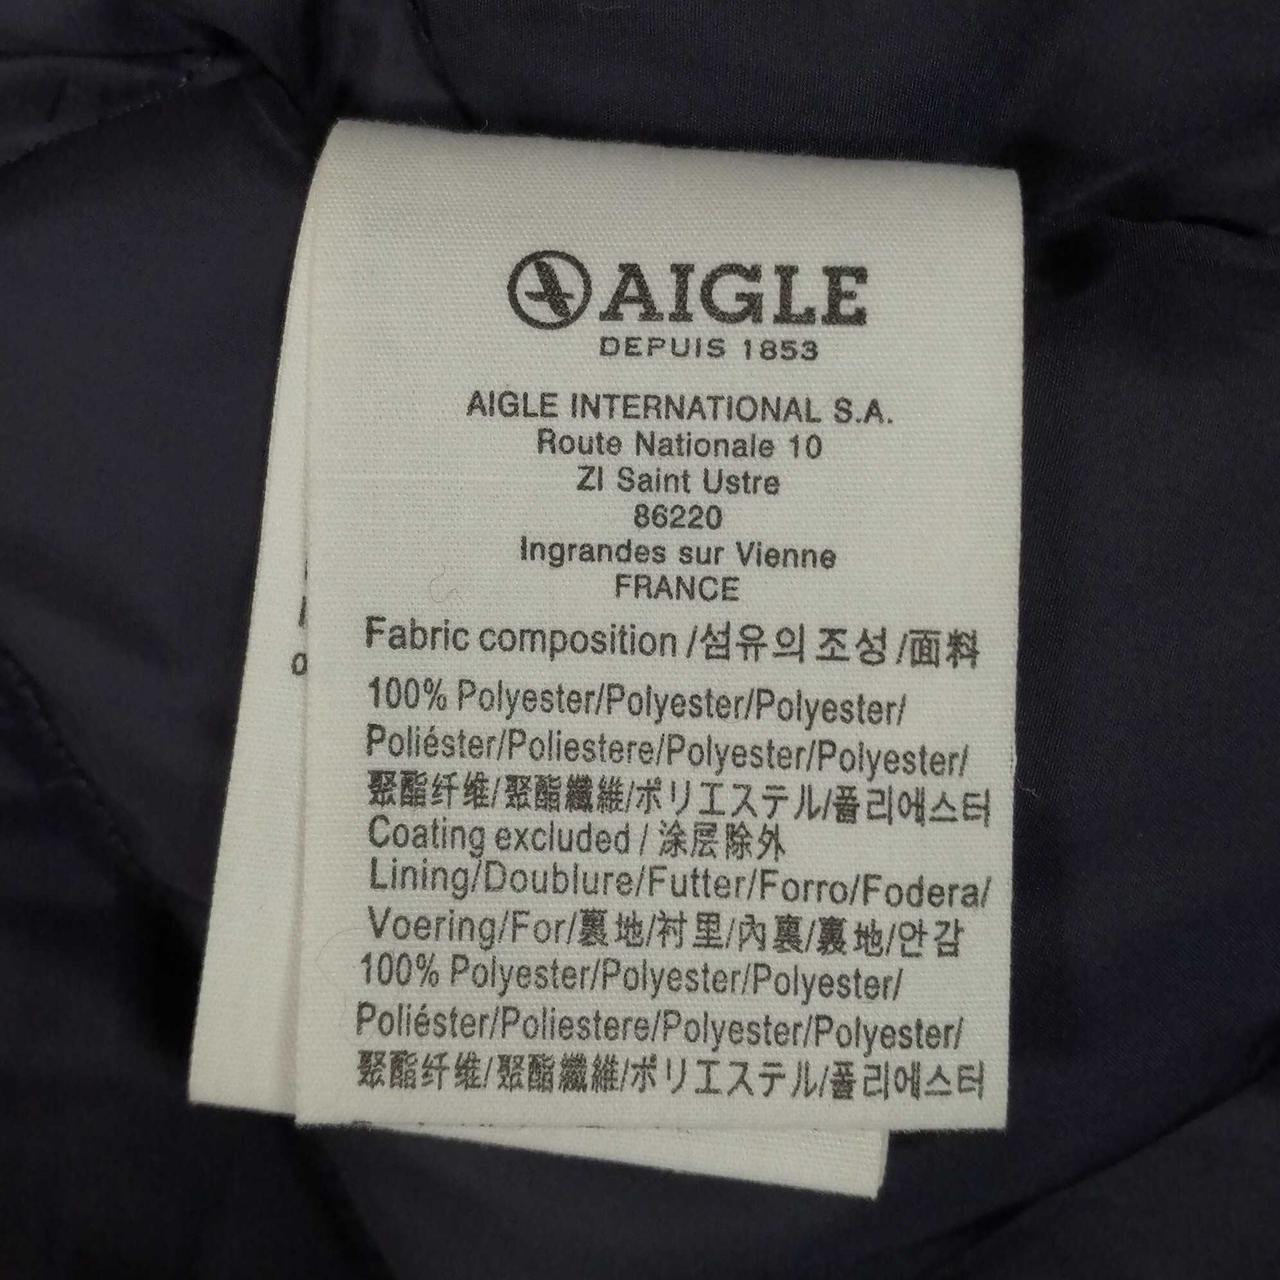 AIGLE
DEPUIS 1853
AIGLE INTERNATIONAL S.A.
Route Nationale 10
ZI Saint Ustre
86220
Ingrandes sur Vienne
FRANCE
Fabric composition /섬유의 조성 /面料
100% Polyester/Polyester/Polyester/
Poliéster/Poliestere/Polyester/Polyester/
聚酯纤维/聚酯纖維/ポリエステル/폴리에스터
Coating excluded / 涂层除外
Lining/Doublure/Futter/Forro/Fodera/
Voering/For/裏地/衬里/內裏/裏地/안감
100% Polyester/Polyester/Polyester/
Poliéster/Poliestere/Polyester/Polyester/
聚酯纤维/聚酯纖維/ポリエステル/폴리에스터